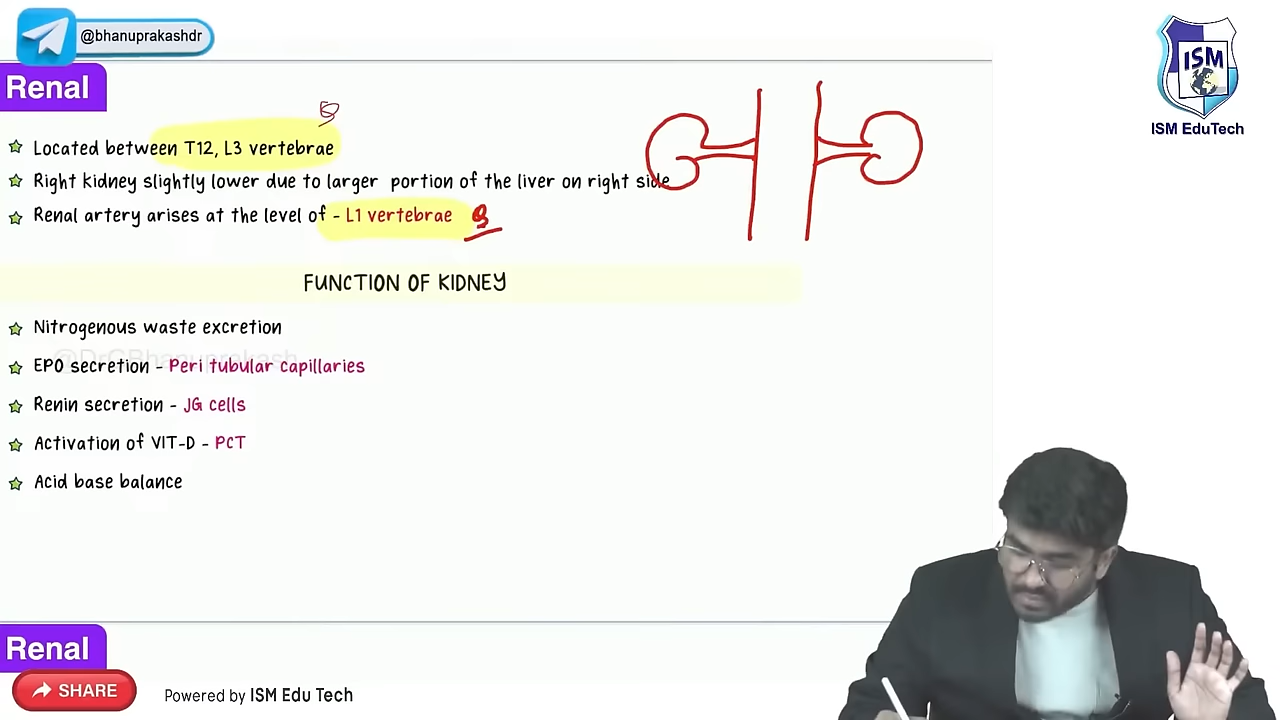 @bhanuprakashdr
ISM
ISM EduTech
Renal
Located between T12, L3 vertebrae
Right kidney slightly lower due to larger portion of the liver on right side
Renal artery arises at the level of - L1 vertebrae
FUNCTION OF KIDNEY
Nitrogenous waste excretion
@DrGBhanuprakash
EPO secretion - Peri tubular capillaries
Renin secretion - JG cells
Activation of VIT-D - PCT
Acid base balance
Renal
SHARE
Powered by ISM Edu Tech